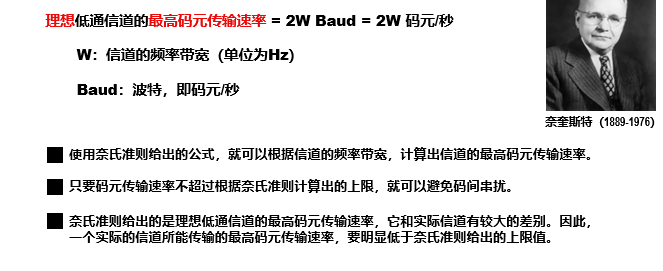 理想低通信道的最高码元传输速率 = 2W Baud = 2W 码元/秒
W：信道的频率带宽（单位为Hz)
Baud：波特，即码元/秒
奈奎斯特（1889-1976)
使用奈氏准则给出的公式，就可以根据信道的频率带宽，计算出信道的最高码元传输速率。
只要码元传输速率不超过根据奈氏准则计算出的上限，就可以避免码间串扰。
奈氏准则给出的是理想低通信道的最高码元传输速率，它和实际信道有较大的差别。因此，
一个实际的信道所能传输的最高码元传输速率，要明显低于奈氏准则给出的上限值。